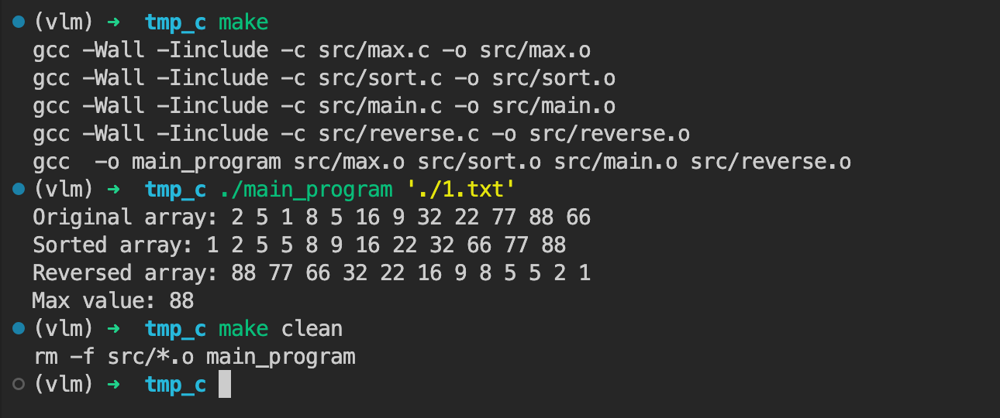 (vlm) ➜  tmp_c make
gcc -Wall -Iinclude -c src/max.c -o src/max.o
gcc -Wall -Iinclude -c src/sort.c -o src/sort.o
gcc -Wall -Iinclude -c src/main.c -o src/main.o
gcc -Wall -Iinclude -c src/reverse.c -o src/reverse.o
gcc  -o main_program src/max.o src/sort.o src/main.o src/reverse.o
(vlm) ➜  tmp_c ./main_program './1.txt'
Original array: 2 5 1 8 5 16 9 32 22 77 88 66
Sorted array: 1 2 5 5 8 9 16 22 32 66 77 88
Reversed array: 88 77 66 32 22 16 9 8 5 5 2 1
Max value: 88
(vlm) ➜  tmp_c make clean
rm -f src/*.o main_program
(vlm) ➜  tmp_c